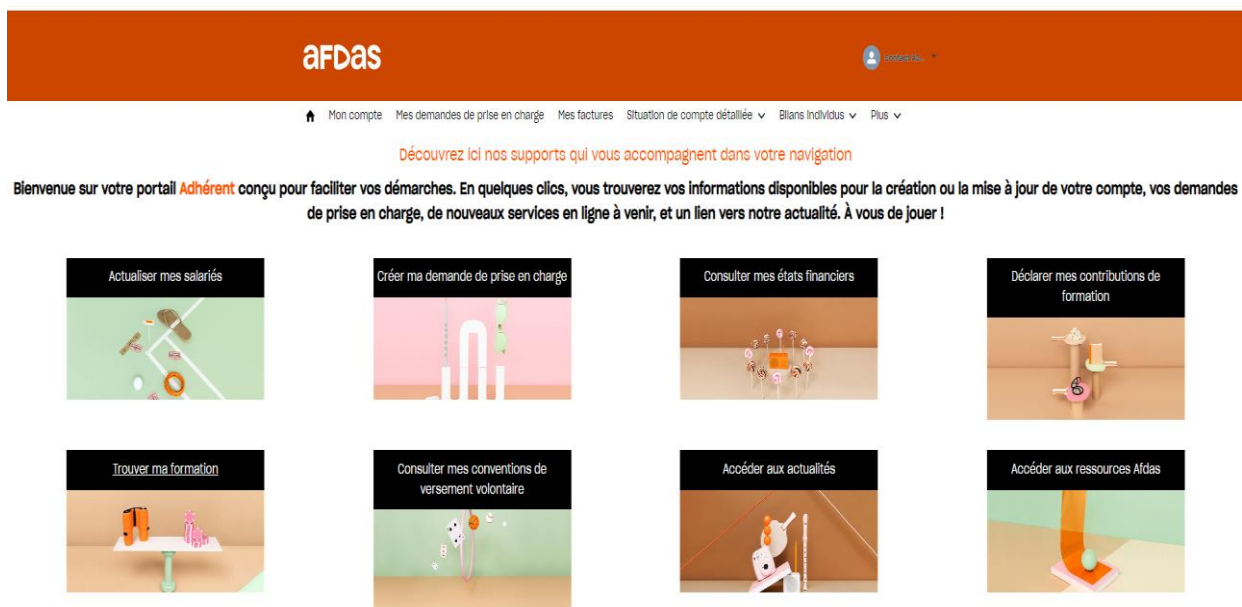 aFDas
Mon compte Mes demandes de prise en charge Mes factures Situation de compte détaillée Bilans individus Plus
Découvrez ici nos supports qui vous accompagnent dans votre navigation
Bienvenue sur votre portail Adhérent conçu pour faciliter vos démarches. En quelques clics, vous trouverez vos informations disponibles pour la création ou la mise à jour de votre compte, vos demandes
de prise en charge, de nouveaux services en ligne à venir, et un lien vers notre actualité. À vous de jouer !
Actualiser mes salariés
Créer ma demande de prise en charge
Consulter mes états financiers
Déclarer mes contributions de
formation
Trouver ma formation
Consulter mes conventions de
versement volontaire
Accéder aux actualités
Accéder aux ressources Afdas